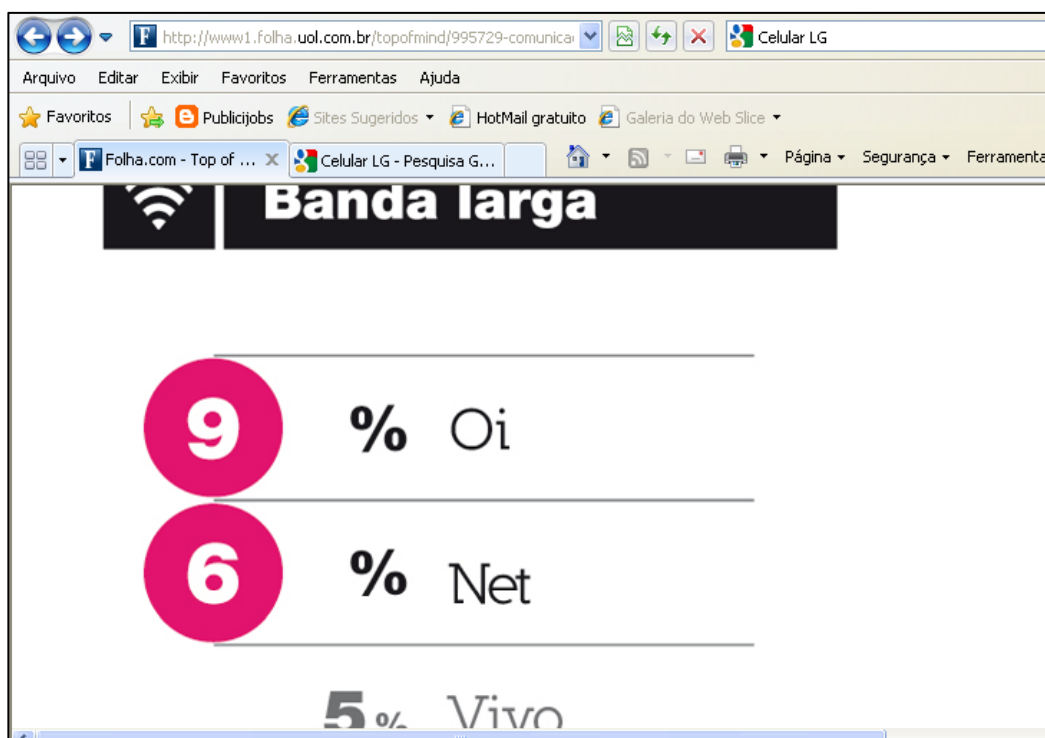 http://www1.folha.uol.com.br/topofmind/995729-comunica Celular LG
Arquivo Editar Exibir Favoritos Ferramentas Ajuda
Favoritos Publicijobs Sites Sugeridos HotMail gratuito Galeria do Web Slice
F Folha.com - Top of ... Celular LG - Pesquisa G... Página Segurança Ferramenta
Banda larga
9 % Oi
6 % Net
5 % Vivo